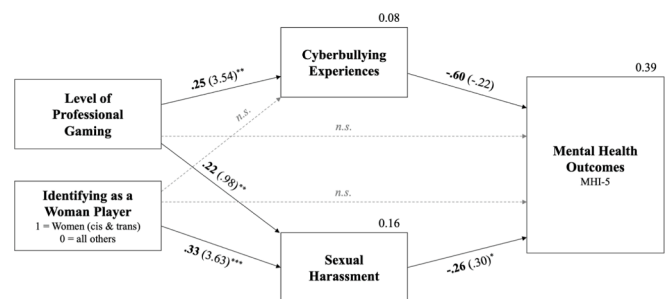 0.08
Cyberbullying
Experiences
0.39
.25 (3.54)**
-.60 (-.22)
Level of
Professional
Gaming
n.s.
n.s.
Mental Health
Outcomes
MHI-5
.22 (.98)**
Identifying as a
Woman Player
1 = Women (cis & trans)
0 = all others
n.s.
0.16
.33 (3.63)***
Sexual
Harassment
-.26 (.30)*